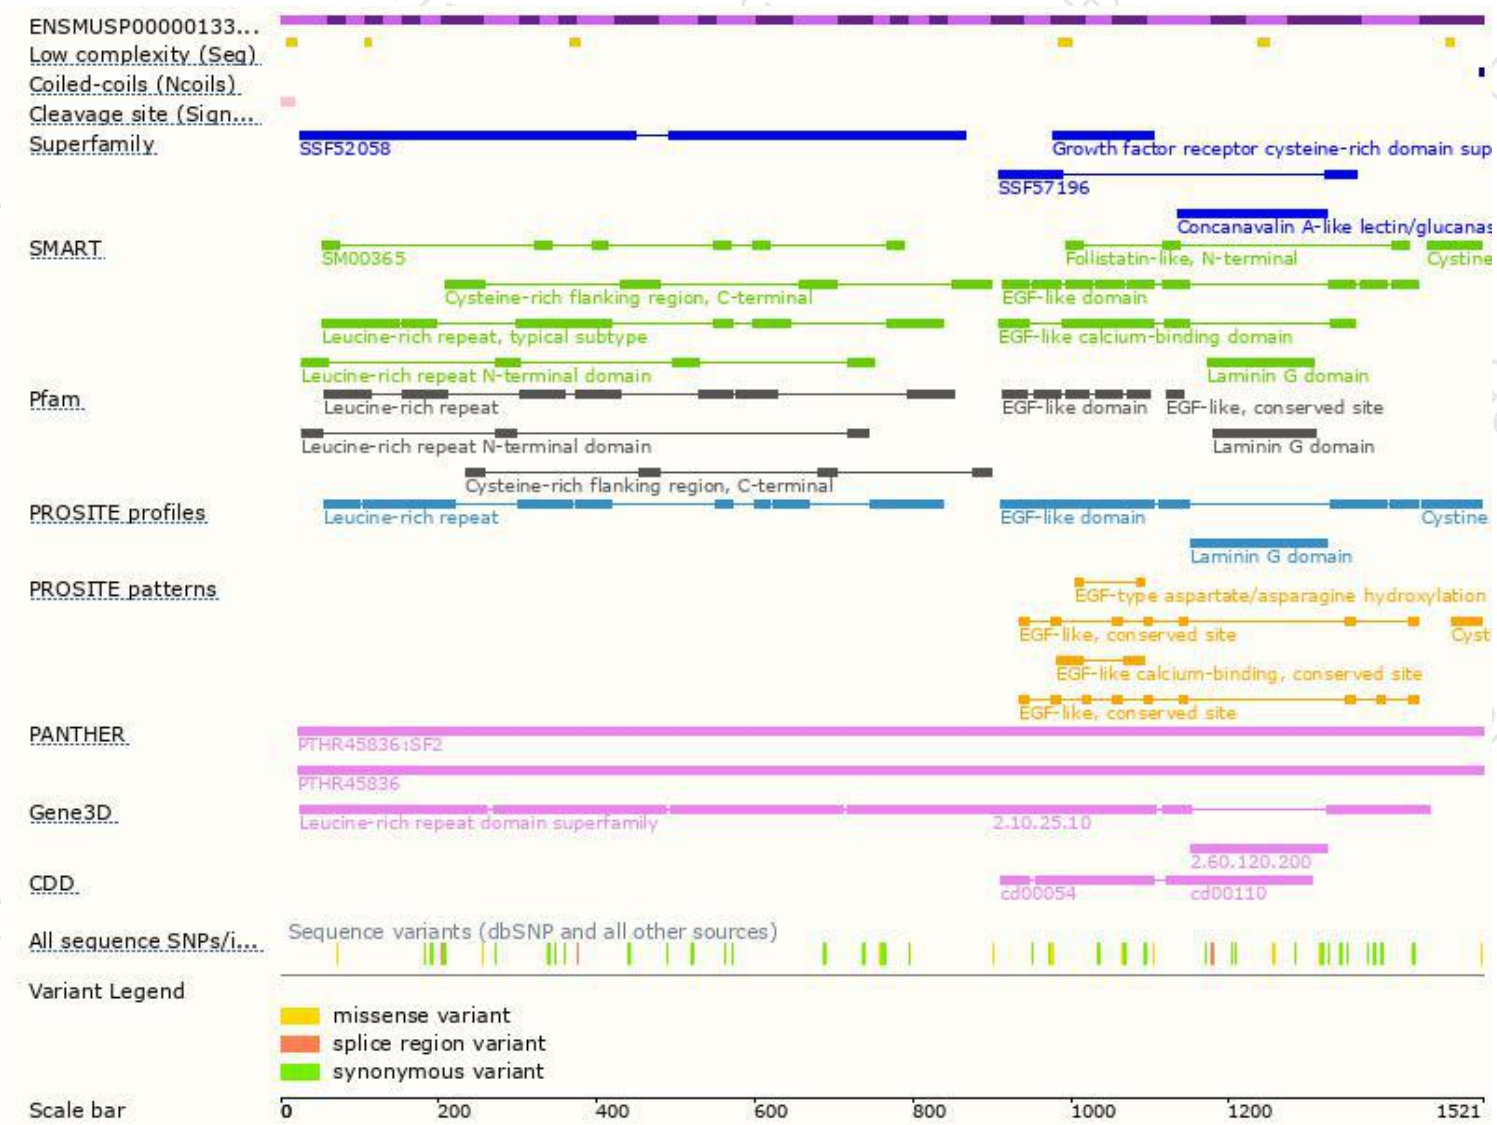 ENSMUSP00000133...
Low complexity (Seg)
Coiled-coils (Ncoils)
Cleavage site (Sign...
Superfamily
SSF52058
Growth factor receptor cysteine-rich domain sup
SSF57196
Concanavalin A-like lectin/glucanas
SMART
SM00365
Follistatin-like, N-terminal
Cystine
Cysteine-rich flanking region, C-terminal
EGF-like domain
Leucine-rich repeat, typical subtype
EGF-like calcium-binding domain
Leucine-rich repeat N-terminal domain
Laminin G domain
Pfam
Leucine-rich repeat
EGF-like domain
EGF-like, conserved site
Leucine-rich repeat N-terminal domain
Laminin G domain
Cysteine-rich flanking region, C-terminal
PROSITE profiles
Leucine-rich repeat
EGF-like domain
Cystine
Laminin G domain
PROSITE patterns
EGF-type aspartate/asparagine hydroxylation
EGF-like, conserved site
Cyst
EGF-like calcium-binding, conserved site
EGF-like, conserved site
PANTHER
PTHR45836:SF2
PTHR45836
Gene3D
Leucine-rich repeat domain superfamily
2.10.25.10
2.60.120.200
CDD
cd00054
cd00110
All sequence SNPs/i...
Sequence variants (dbSNP and all other sources)
Variant Legend
missense variant
splice region variant
synonymous variant
Scale bar
0 200 400 600 800 1000 1200 1521